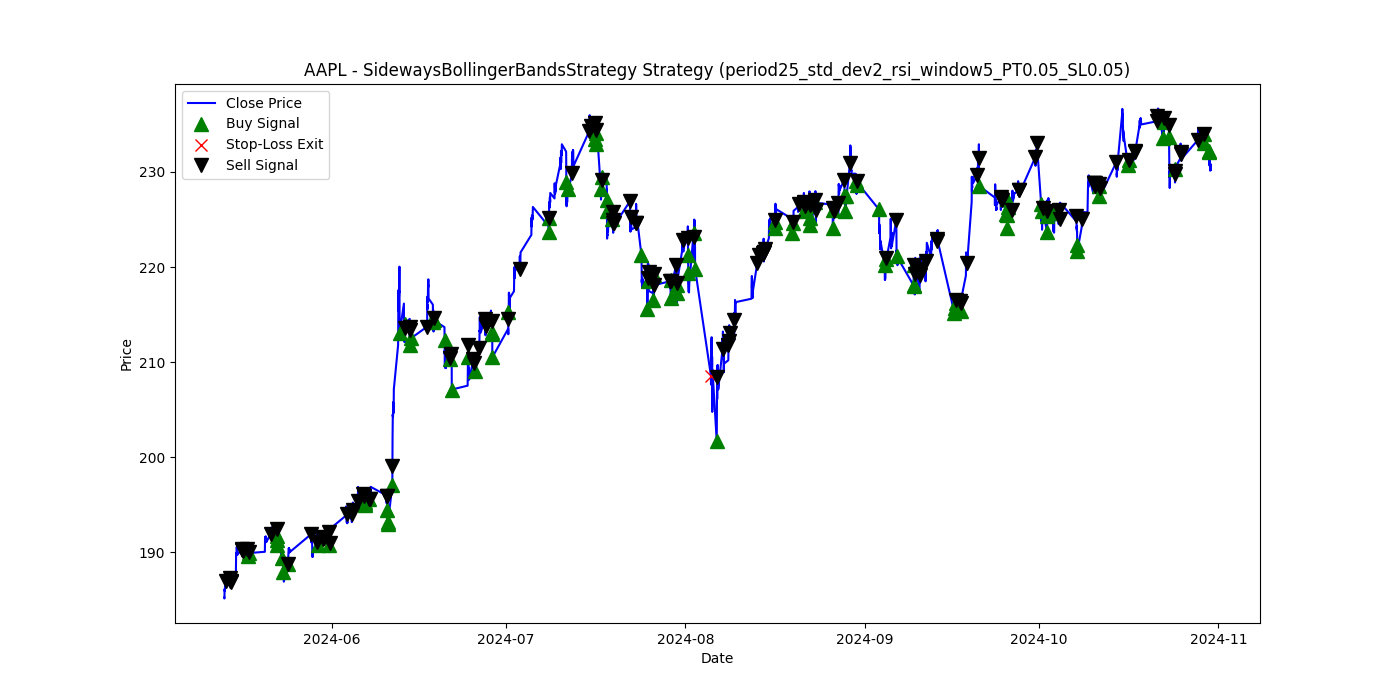 AAPL - SidewaysBollingerBandsStrategy Strategy (period25_std_dev2_rsi_window5_PT0.05_SL0.05)
Close Price
Buy Signal
Stop-Loss Exit
Sell Signal
Price
230
220
210
200
190
2024-06
2024-07
2024-08
2024-09
2024-10
2024-11
Date